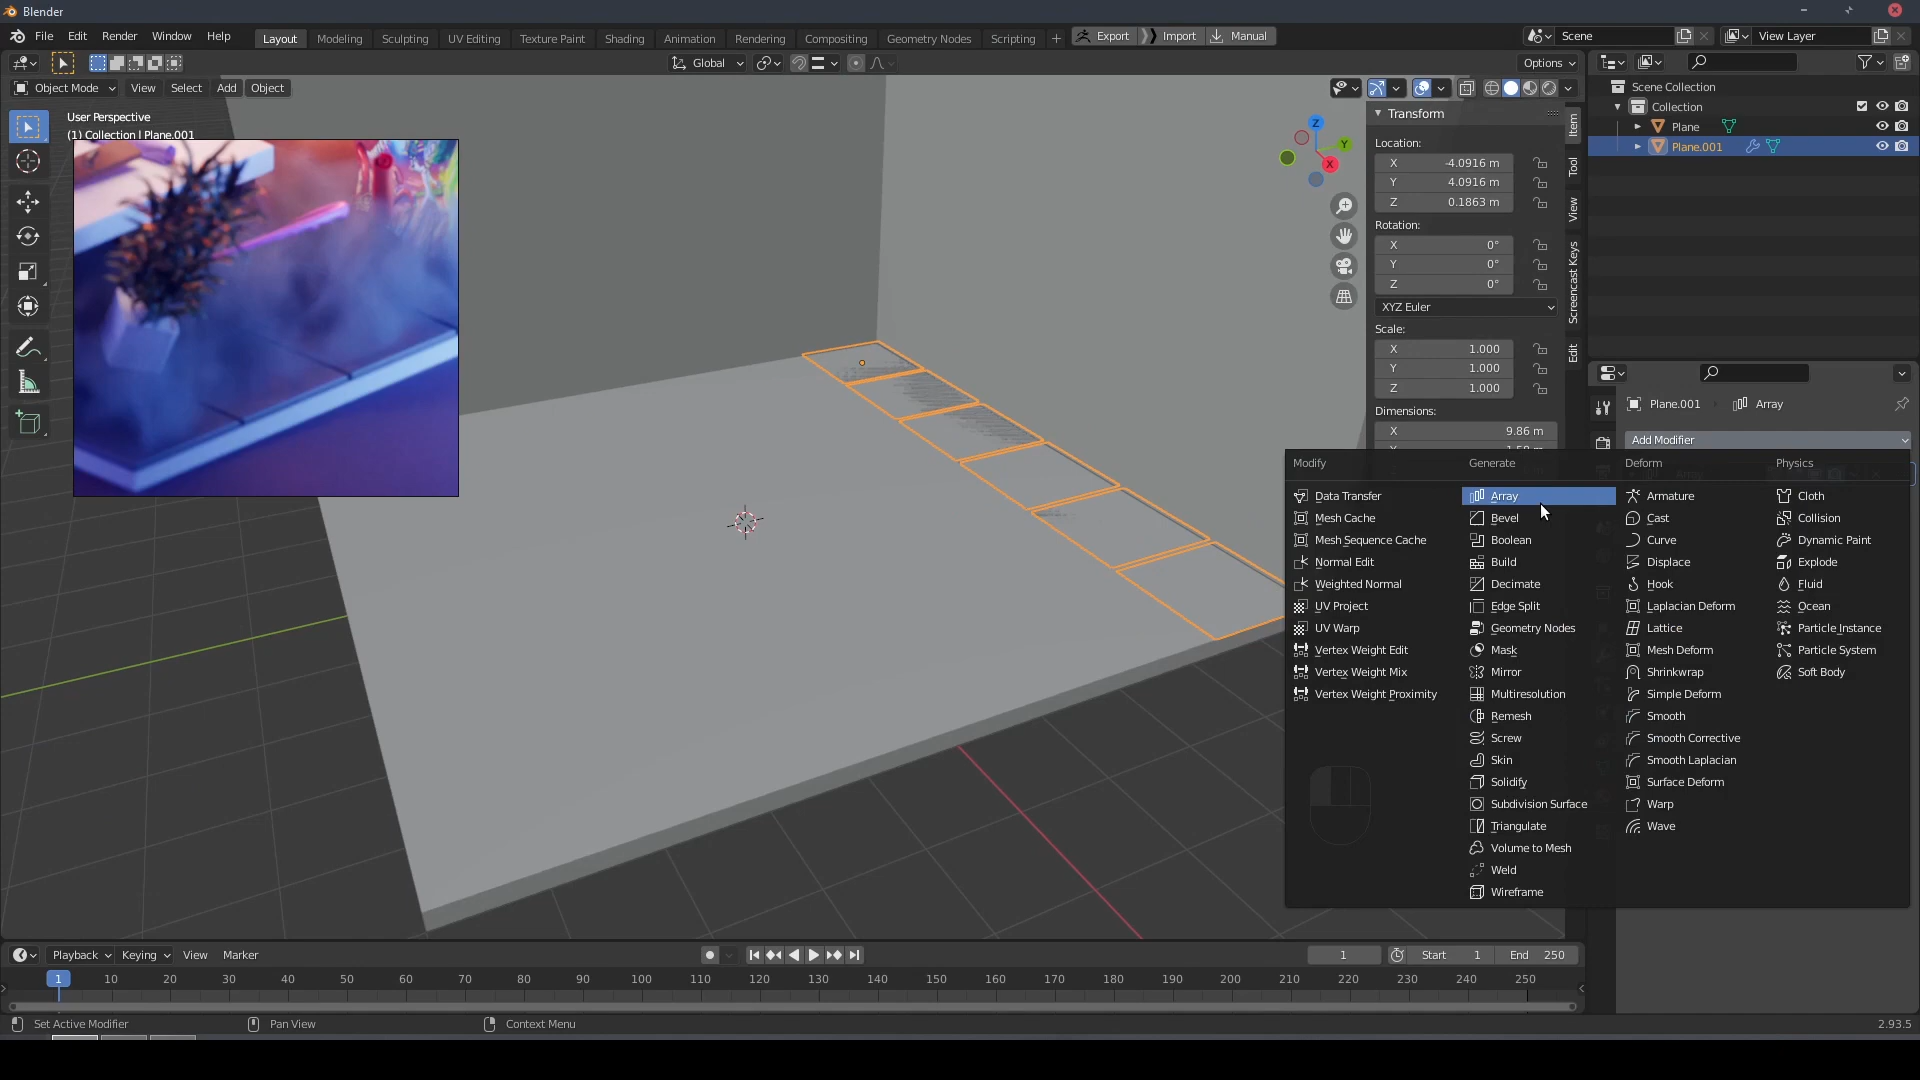 Blender
File Edit Render Window Help Layout Modeling Sculpting UV Editing Texture Paint Shading Animation Rendering Compositing Geometry Nodes Scripting + Export Import Manual Scene View Layer
Global Options
Object Mode View Select Add Object
User Perspective
(1) Collection | Plane.001
Z
Y
X
Transform
Location:
X -4.0916 m
Y 4.0916 m
Z 0.1863 m
Rotation:
X 0°
Y 0°
Z 0°
XYZ Euler
Scale:
X 1.000
Y 1.000
Z 1.000
Dimensions:
X 9.86 m
Item
Tool
View
Screencast Keys
Edit
Scene Collection
Collection
Plane
Plane.001
Plane.001 Array
Add Modifier
Modify
Data Transfer
Mesh Cache
Mesh Sequence Cache
Normal Edit
Weighted Normal
UV Project
UV Warp
Vertex Weight Edit
Vertex Weight Mix
Vertex Weight Proximity
Generate
Array
Bevel
Boolean
Build
Decimate
Edge Split
Geometry Nodes
Mask
Mirror
Multiresolution
Remesh
Screw
Skin
Solidify
Subdivision Surface
Triangulate
Volume to Mesh
Weld
Wireframe
Deform
Armature
Cast
Curve
Displace
Hook
Laplacian Deform
Lattice
Mesh Deform
Shrinkwrap
Simple Deform
Smooth
Smooth Corrective
Smooth Laplacian
Surface Deform
Warp
Wave
Physics
Cloth
Collision
Dynamic Paint
Explode
Fluid
Ocean
Particle Instance
Particle System
Soft Body
Playback Keying View Marker 1 Start 1 End 250
1 10 20 30 40 50 60 70 80 90 100 110 120 130 140 150 160 170 180 190 200 210 220 230 240 250
Set Active Modifier Pan View Context Menu 2.93.5